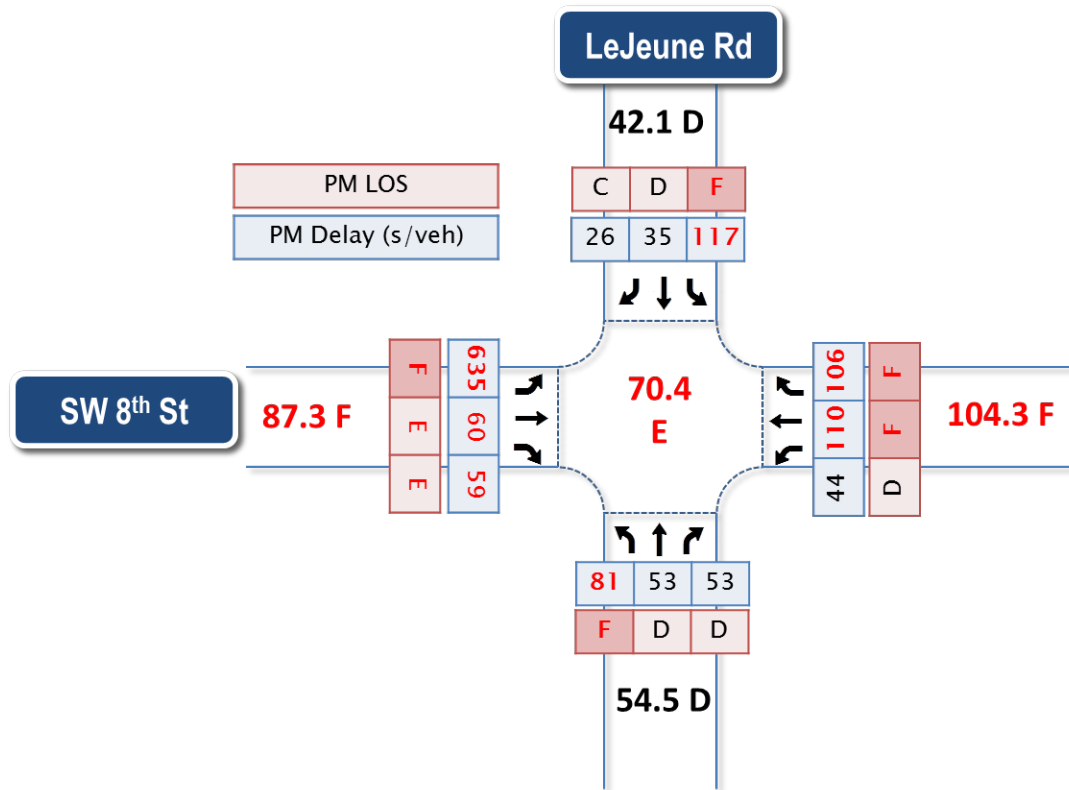 LeJeune Rd
42.1 D
PM LOS
C D F
PM Delay (s/veh)
26 35 117
SW 8th St
87.3 F
F 635
E 60
E 59
70.4
E
106 F
110 F
44 D
104.3 F
81 53 53
F D D
54.5 D